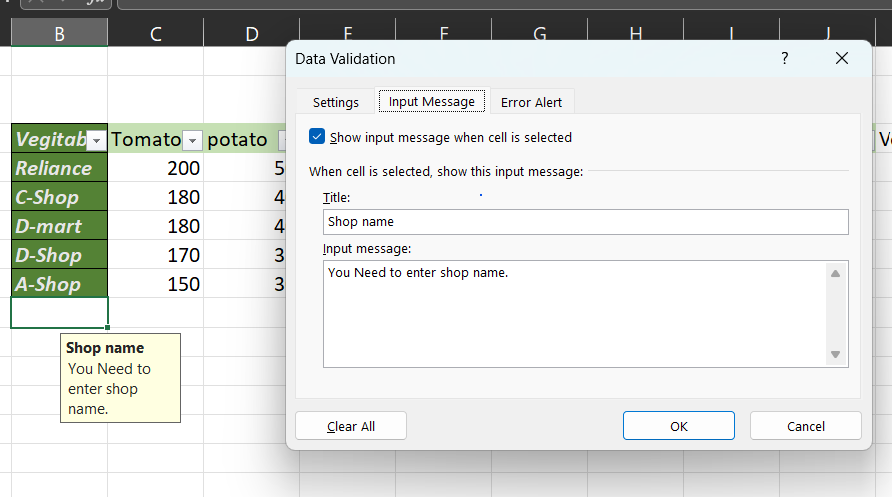 B C D E F G H I J
Data Validation ?
Settings Input Message Error Alert
Show input message when cell is selected
When cell is selected, show this input message:
Title:
Shop name
Input message:
You Need to enter shop name.
Clear All OK Cancel
Vegitab Tomato potato
Reliance 200 5
C-Shop 180 4
D-mart 180 4
D-Shop 170 3
A-Shop 150 3
Shop name
You Need to
enter shop
name.